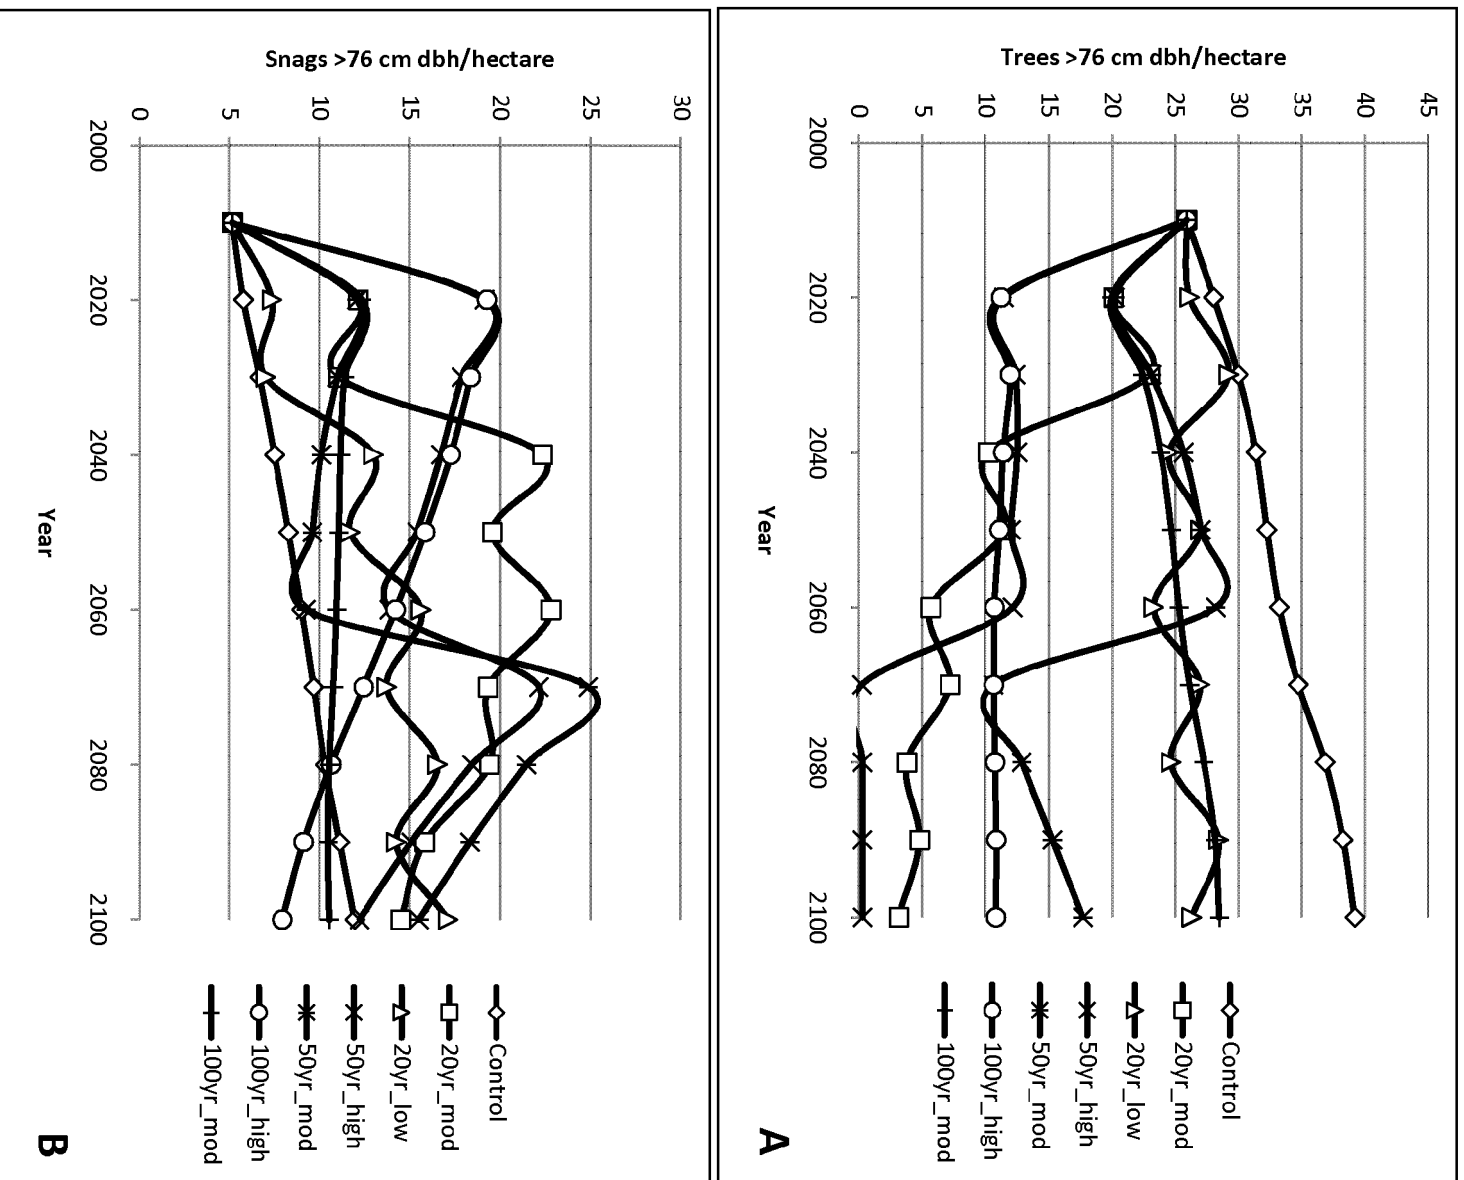 Trees >76 cm dbh/hectare
45
40
35
30
25
20
15
10
5
0
2000
2020
2040
2060
2080
2100
Year
Control
20yr_mod
20yr_low
50yr_high
50yr_mod
100yr_high
100yr_mod
A
Snags >76 cm dbh/hectare
30
25
20
15
10
5
0
2000
2020
2040
2060
2080
2100
Year
Control
20yr_mod
20yr_low
50yr_high
50yr_mod
100yr_high
100yr_mod
B